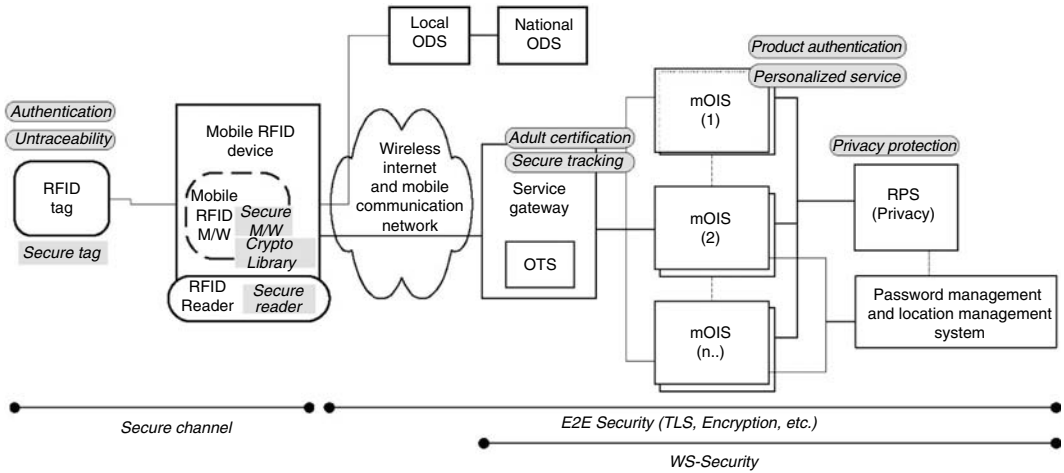 Local
ODS
National
ODS
Product authentication
Personalized service
Authentication
Untraceability
RFID
tag
Secure tag
Mobile RFID
device
Mobile
RFID
M/W
Secure
M/W
Crypto
Library
RFID
Reader
Secure
reader
Wireless
internet
and mobile
communication
network
Adult certification
Secure tracking
Service
gateway
OTS
mOIS
(1)
mOIS
(2)
mOIS
(n..)
Privacy protection
RPS
(Privacy)
Password management
and location management
system
Secure channel
E2E Security (TLS, Encryption, etc.)
WS-Security